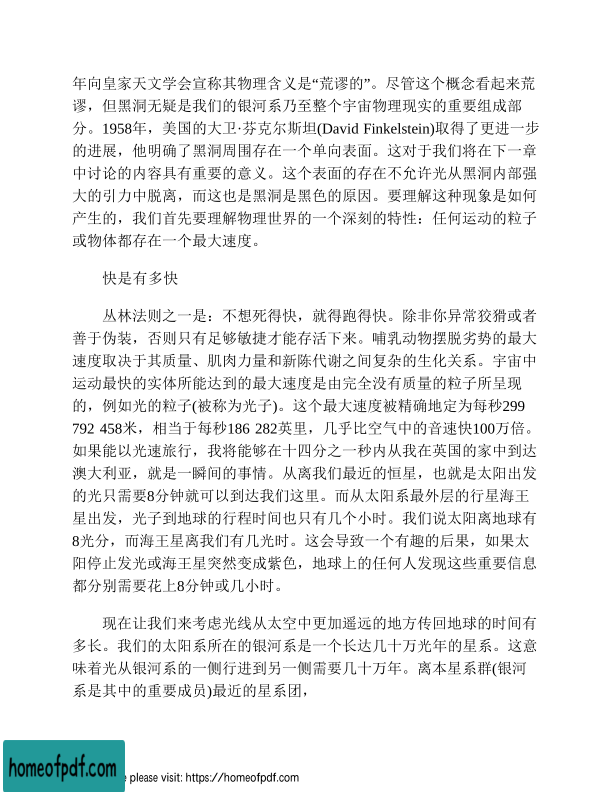 年向皇家天文学会宣称其物理含义是“荒谬的”。尽管这个概念看起来荒
谬，但黑洞无疑是我们的银河系乃至整个宇宙物理现实的重要组成部
分。1958年，美国的大卫·芬克尔斯坦(David Finkelstein)取得了更进一步
的进展，他明确了黑洞周围存在一个单向表面。这对于我们将在下一章
中讨论的内容具有重要的意义。这个表面的存在不允许光从黑洞内部强
大的引力中脱离，而这也是黑洞是黑色的原因。要理解这种现象是如何
产生的，我们首先要理解物理世界的一个深刻的特性：任何运动的粒子
或物体都存在一个最大速度。
快是有多快
丛林法则之一是：不想死得快，就得跑得快。除非你异常狡猾或者
善于伪装，否则只有足够敏捷才能存活下来。哺乳动物摆脱劣势的最大
速度取决于其质量、肌肉力量和新陈代谢之间复杂的生化关系。宇宙中
运动最快的实体所能达到的最大速度是由完全没有质量的粒子所呈现
的，例如光的粒子(被称为光子)。这个最大速度被精确地定为每秒299
792 458米，相当于每秒186 282英里，几乎比空气中的音速快100万倍。
如果能以光速旅行，我将能够在十四分之一秒内从我在英国的家中到达
澳大利亚，就是一瞬间的事情。从离我们最近的恒星，也就是太阳出发
的光只需要8分钟就可以到达我们这里。而从太阳系最外层的行星海王
星出发，光子到地球的行程时间也只有几个小时。我们说太阳离地球有
8光分，而海王星离我们有几光时。这会导致一个有趣的后果，如果太
阳停止发光或海王星突然变成紫色，地球上的任何人发现这些重要信息
都分别需要花上8分钟或几小时。
现在让我们来考虑光线从太空中更加遥远的地方传回地球的时间有
多长。我们的太阳系所在的银河系是一个长达几十万光年的星系。这意
味着光从银河系的一侧行进到另一侧需要几十万年。离本星系群(银河
系是其中的重要成员)最近的星系团，
homeofpdf.com
e please visit: https://homeofpdf.com